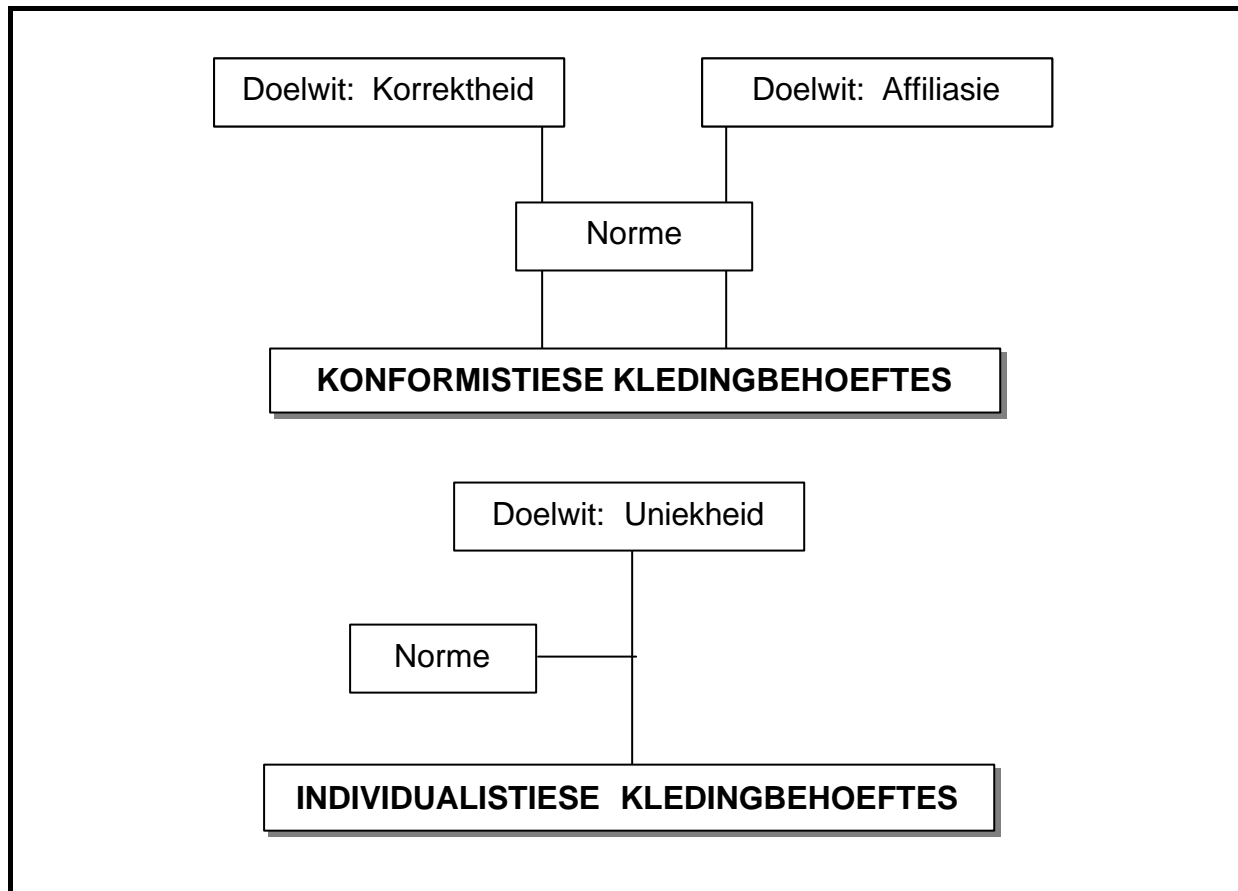 Doelwit: Korrektheid
Doelwit: Affiliasie
Norme
KONFORMISTIESE KLEDINGBEHOEFTES
Doelwit: Uniekheid
Norme
INDIVIDUALISTIESE KLEDINGBEHOEFTES